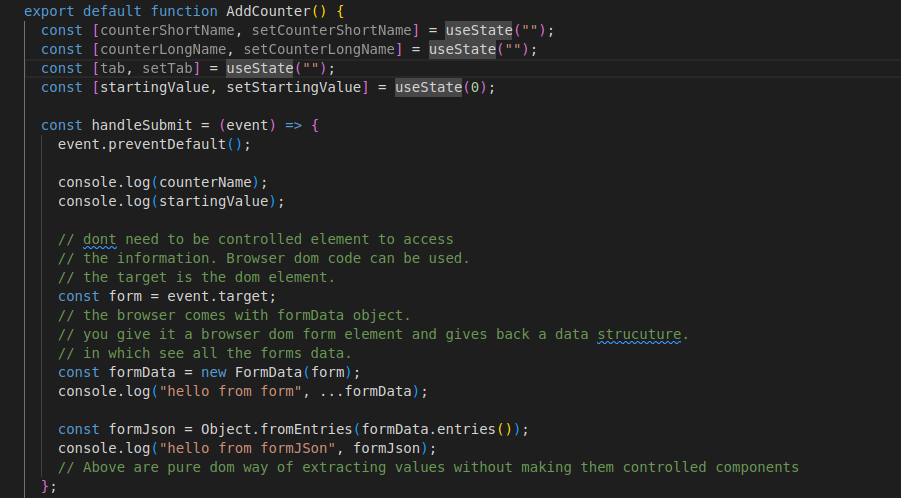 export default function AddCounter() {
const [counterShortName, setCounterShortName] = useState("");
const [counterLongName, setCounterLongName] = useState("");
const [tab, setTab] = useState("");
const [startingValue, setStartingValue] = useState(0);
const handleSubmit = (event) => {
event.preventDefault();
console.log(counterName);
console.log(startingValue);
// dont need to be controlled element to access
// the information. Browser dom code can be used.
// the target is the dom element.
const form = event.target;
// the browser comes with formData object.
// you give it a browser dom form element and gives back a data strucuture.
// in which see all the forms data.
const formData = new FormData(form);
console.log("hello from form", ...formData);
const formJson = Object.fromEntries(formData.entries());
console.log("hello from formJSon", formJson);
// Above are pure dom way of extracting values without making them controlled components
};